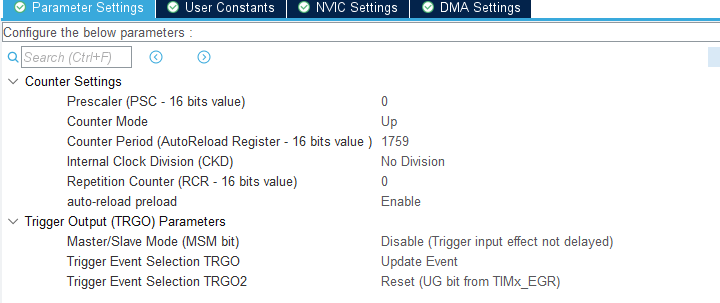 Parameter Settings User Constants NVIC Settings DMA Settings
Configure the below parameters :
Search (Ctrl+F)
Counter Settings
Prescaler (PSC - 16 bits value) 0
Counter Mode Up
Counter Period (AutoReload Register - 16 bits value ) 1759
Internal Clock Division (CKD) No Division
Repetition Counter (RCR - 16 bits value) 0
auto-reload preload Enable
Trigger Output (TRGO) Parameters
Master/Slave Mode (MSM bit) Disable (Trigger input effect not delayed)
Trigger Event Selection TRGO Update Event
Trigger Event Selection TRGO2 Reset (UG bit from TIMx_EGR)